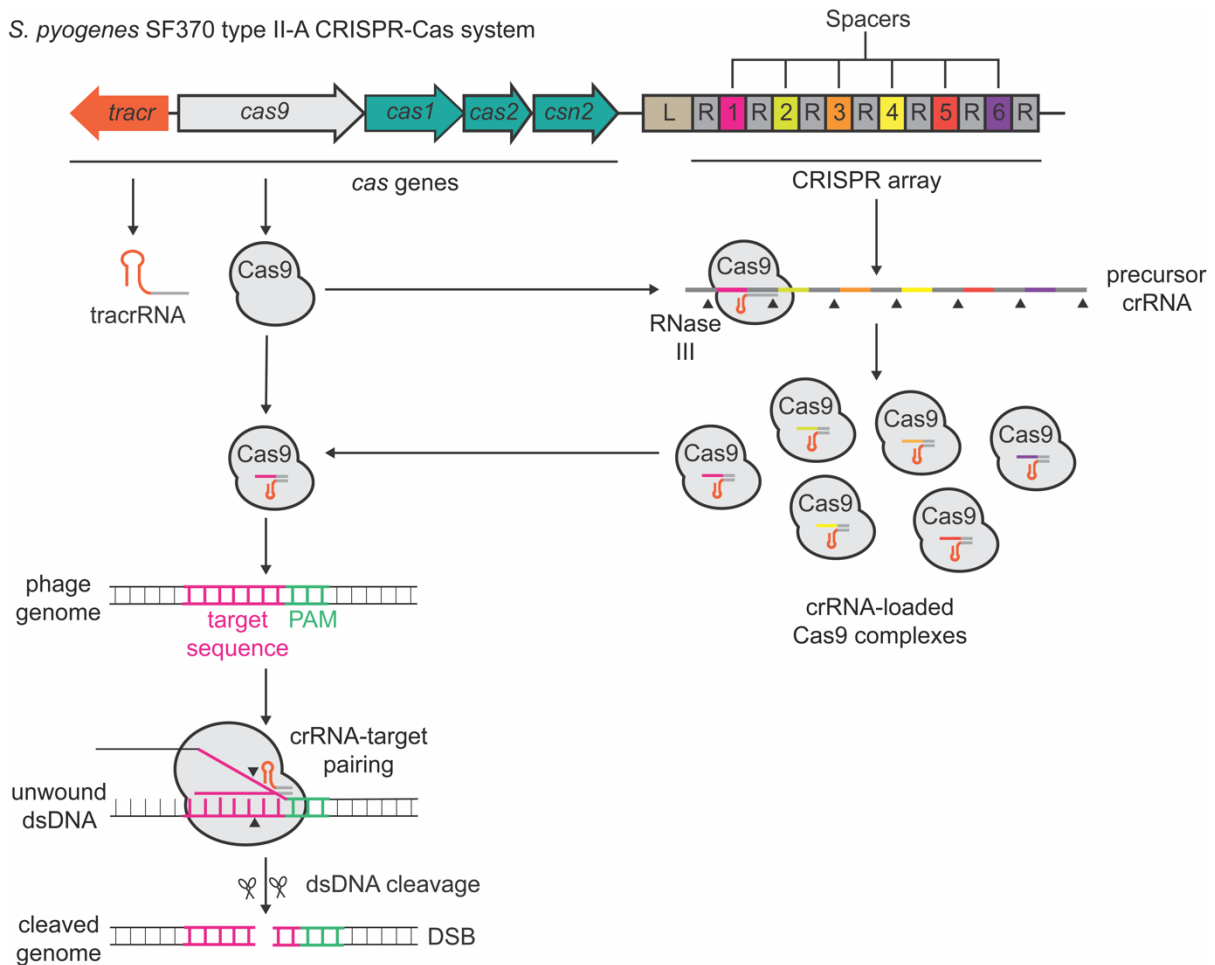 S. pyogenes SF370 type II-A CRISPR-Cas system
Spacers
tracr cas9 cas1 cas2 csn2 L R 1 R 2 R 3 R 4 R 5 R 6 R
cas genes
CRISPR array
tracrRNA
Cas9
Cas9
RNase
III
precursor
crRNA
Cas9
Cas9
Cas9
Cas9
Cas9
Cas9
Cas9
crRNA-loaded
Cas9 complexes
phage
genome
target
sequence
PAM
crRNA-target
pairing
unwound
dsDNA
dsDNA cleavage
cleaved
genome
DSB